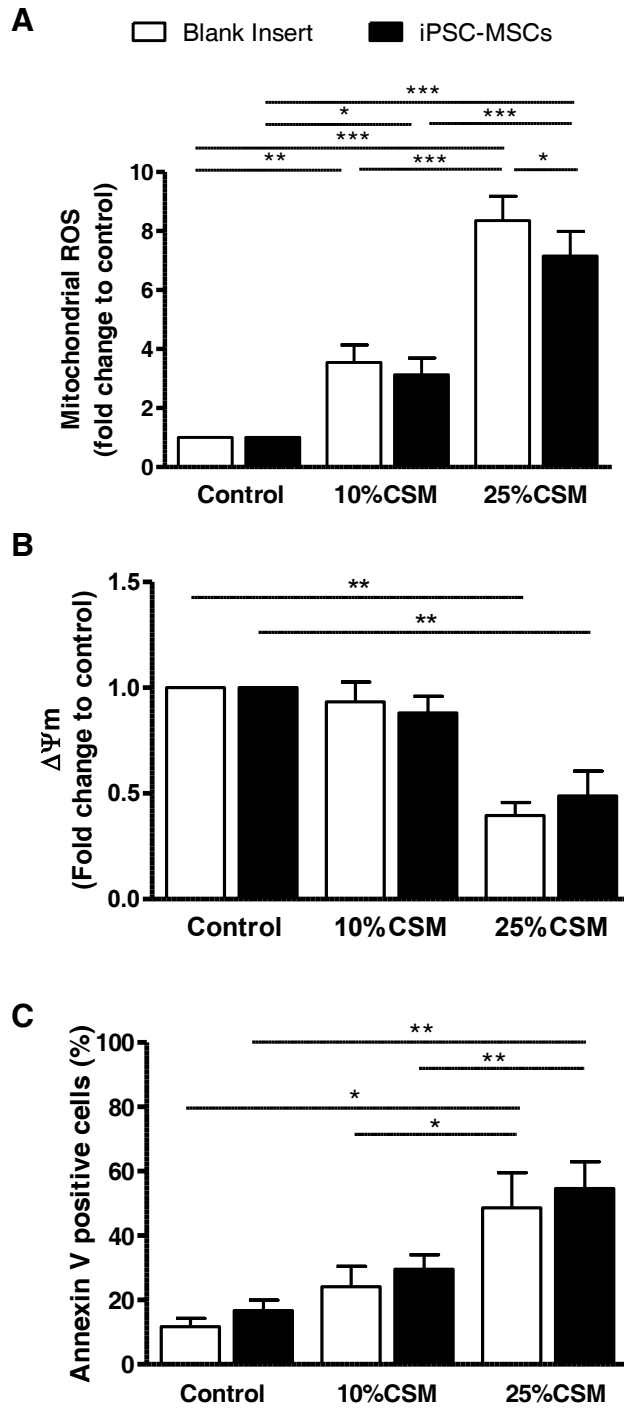 A
Blank Insert
iPSC-MSCs
***
*
***
***
**
***
*
Mitochondrial ROS
(fold change to control)
10
8
6
4
2
0
Control
10%CSM
25%CSM
B
**
**
ΔΨm
(Fold change to control)
1.5
1.0
0.5
0.0
Control
10%CSM
25%CSM
C
**
**
*
*
Annexin V positive cells (%)
100
80
60
40
20
0
Control
10%CSM
25%CSM